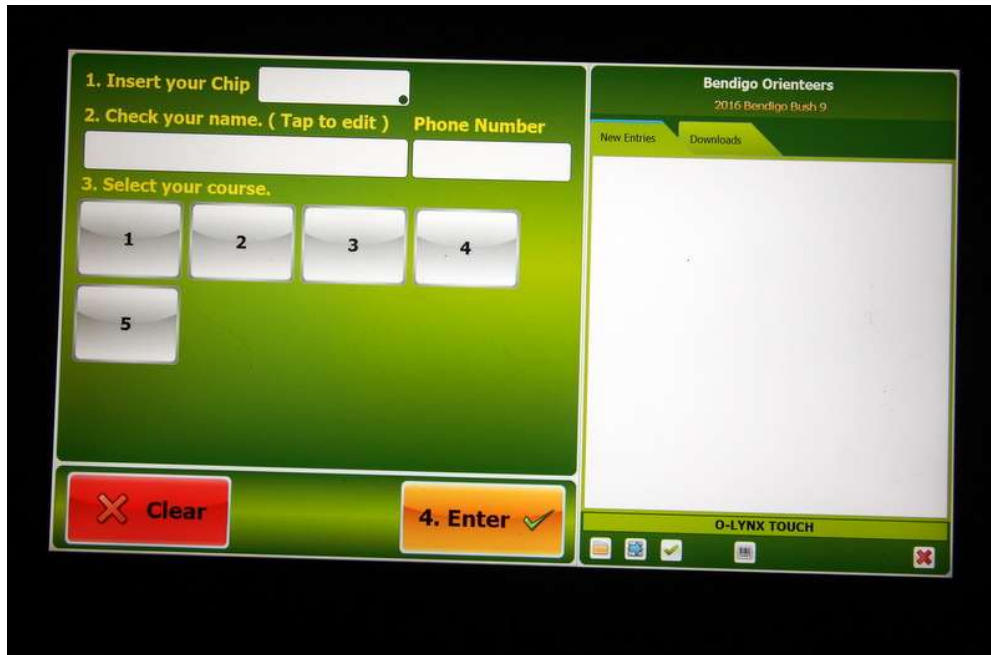 1. Insert your Chip
2. Check your name. ( Tap to edit ) Phone Number
3. Select your course.
1 2 3 4
5
Clear 4. Enter
Bendigo Orienteers
2016 Bendigo Bush 9
New Entries Downloads
O-LYNX TOUCH